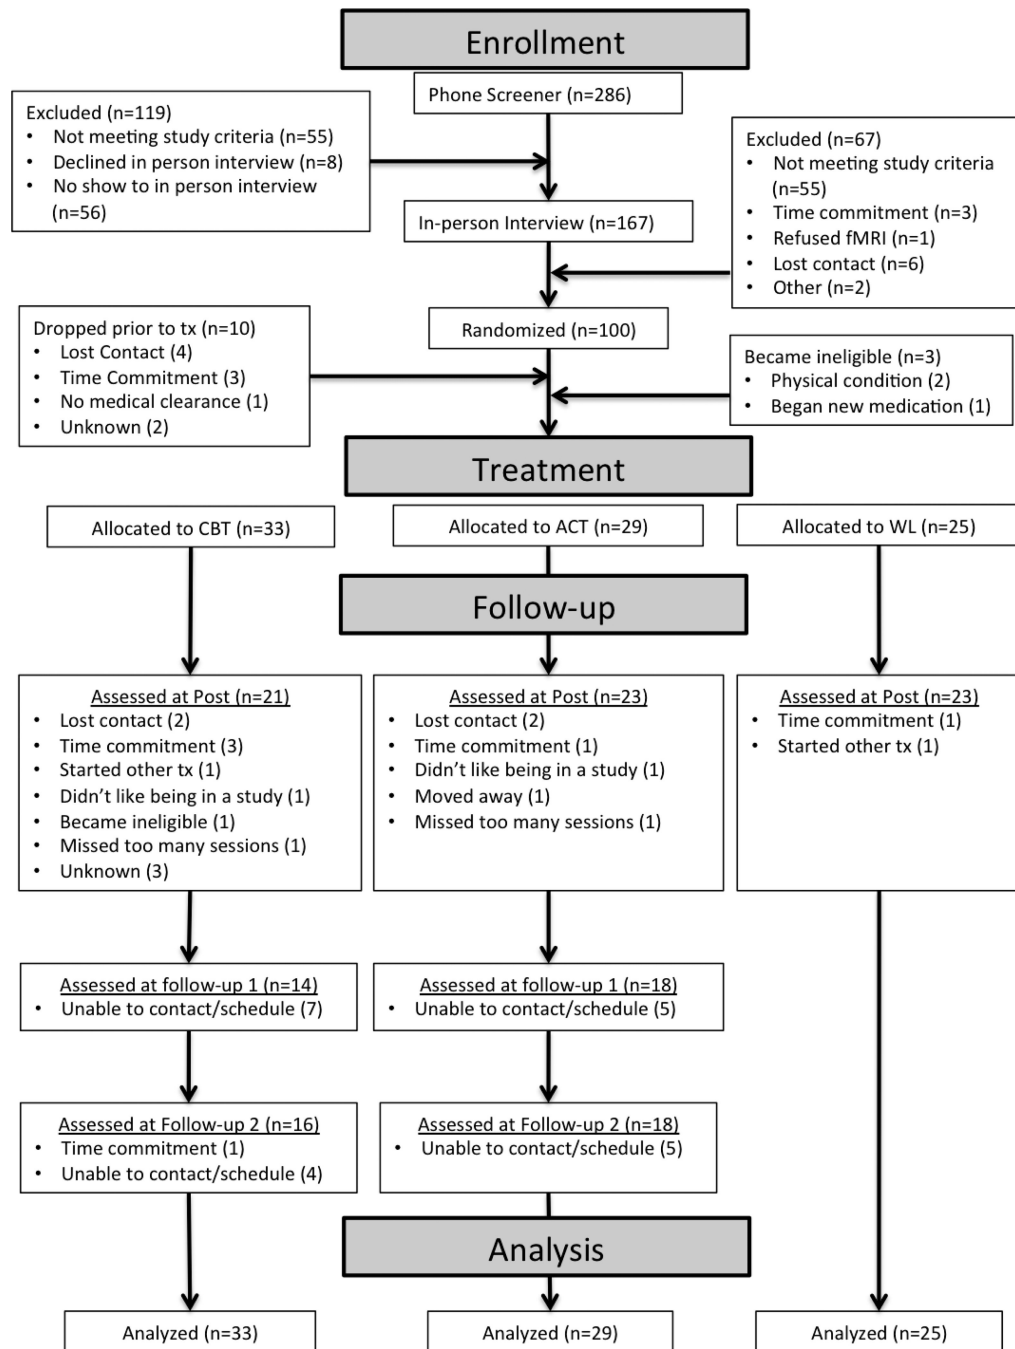 Enrollment
Phone Screener (n=286)
Excluded (n=119)
• Not meeting study criteria (n=55)
• Declined in person interview (n=8)
• No show to in person interview
(n=56)
Excluded (n=67)
• Not meeting study criteria
(n=55)
• Time commitment (n=3)
• Refused fMRI (n=1)
• Lost contact (n=6)
• Other (n=2)
In-person Interview (n=167)
Randomized (n=100)
Dropped prior to tx (n=10)
• Lost Contact (4)
• Time Commitment (3)
• No medical clearance (1)
• Unknown (2)
Became ineligible (n=3)
• Physical condition (2)
• Began new medication (1)
Treatment
Allocated to CBT (n=33)
Allocated to ACT (n=29)
Allocated to WL (n=25)
Follow-up
Assessed at Post (n=21)
• Lost contact (2)
• Time commitment (3)
• Started other tx (1)
• Didn't like being in a study (1)
• Became ineligible (1)
• Missed too many sessions (1)
• Unknown (3)
Assessed at Post (n=23)
• Lost contact (2)
• Time commitment (1)
• Didn't like being in a study (1)
• Moved away (1)
• Missed too many sessions (1)
Assessed at Post (n=23)
• Time commitment (1)
• Started other tx (1)
Assessed at follow-up 1 (n=14)
• Unable to contact/schedule (7)
Assessed at follow-up 1 (n=18)
• Unable to contact/schedule (5)
Assessed at Follow-up 2 (n=16)
• Time commitment (1)
• Unable to contact/schedule (4)
Assessed at Follow-up 2 (n=18)
• Unable to contact/schedule (5)
Analysis
Analyzed (n=33)
Analyzed (n=29)
Analyzed (n=25)